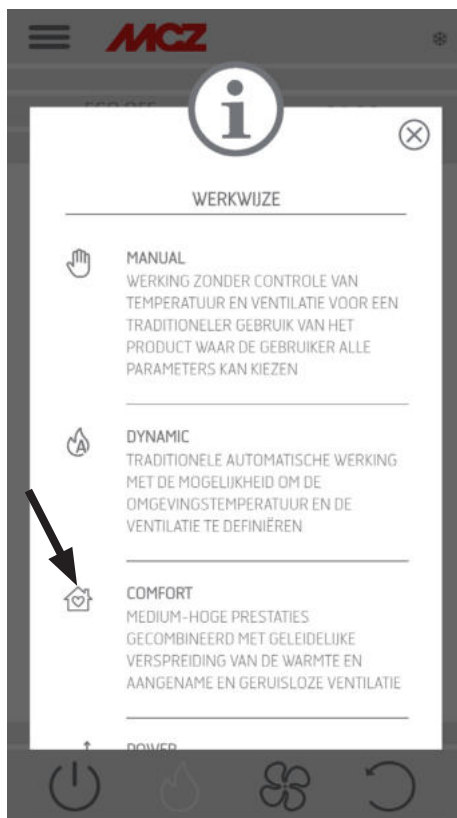 MCZ
WERKWIJZE
MANUAL
WERKING ZONDER CONTROLE VAN
TEMPERATUUR EN VENTILATIE VOOR EEN
TRADITIONELER GEBRUIK VAN HET
PRODUCT WAAR DE GEBRUIKER ALLE
PARAMETERS KAN KIEZEN
DYNAMIC
TRADITIONELE AUTOMATISCHE WERKING
MET DE MOGELIJKHEID OM DE
OMGEVINGSTEMPERATUUR EN DE
VENTILATIE TE DEFINIËREN
COMFORT
MEDIUM-HOGE PRESTATIES
GECOMBINEERD MET GELEIDELIJKE
VERSPREIDING VAN DE WARMTE EN
AANGENAME EN GERUISLOZE VENTILATIE
POWER